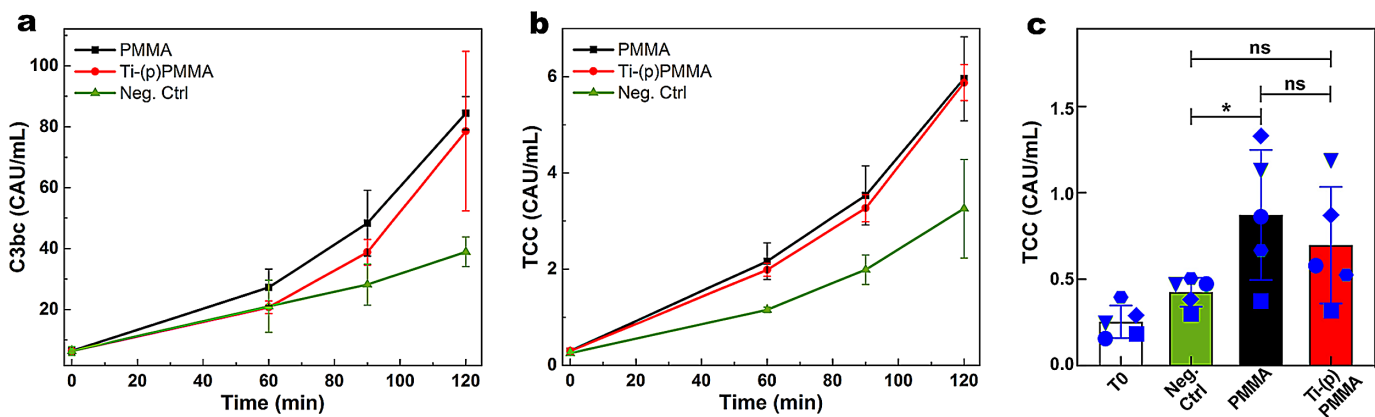 a
PMMA
Ti-(p)PMMA
Neg. Ctrl
C3bc (CAU/mL)
100
80
60
40
20
0 20 40 60 80 100 120
Time (min)
b
PMMA
Ti-(p)PMMA
Neg. Ctrl
TCC (CAU/mL)
6
4
2
0
0 20 40 60 80 100 120
Time (min)
c
ns
ns
*
TCC (CAU/mL)
1.5
1.0
0.5
0.0
T0
Neg.
Ctrl
PMMA
Ti-(p)
PMMA